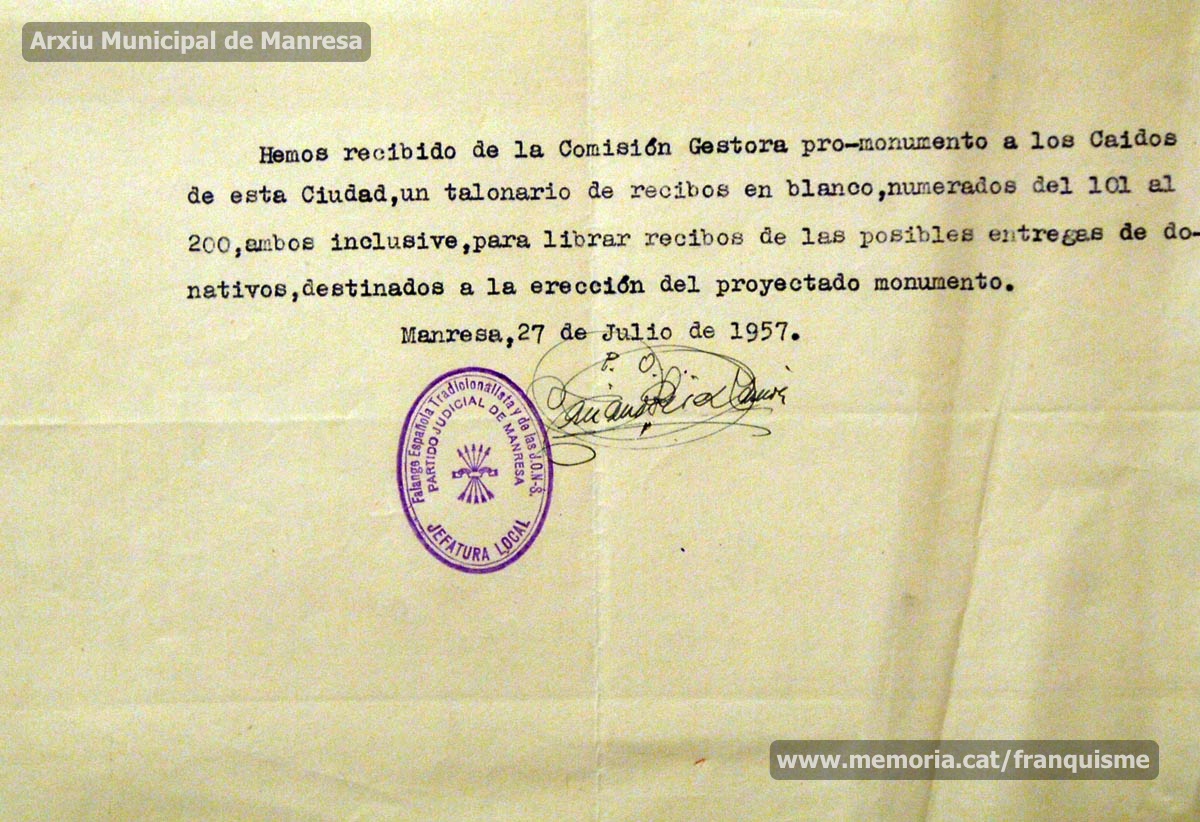 Arxiu Municipal de Manresa
Hemos recibido de la Comisión Gestora pro-monumento a los Caidos
de esta Ciudad,un talonario de recibos en blanco,numerados del 101 al
200,ambos inclusive,para librar recibos de las posibles entregas de do-
nativos,destinados a la erección del proyectado monumento.
Manresa,27 de Julio de 1957.
P. O.
Falange Española Tradicionalista y de las J.O.N-S.
PARTIDO JUDICIAL DE MANRESA
JEFATURA LOCAL
www.memoria.cat/franquisme